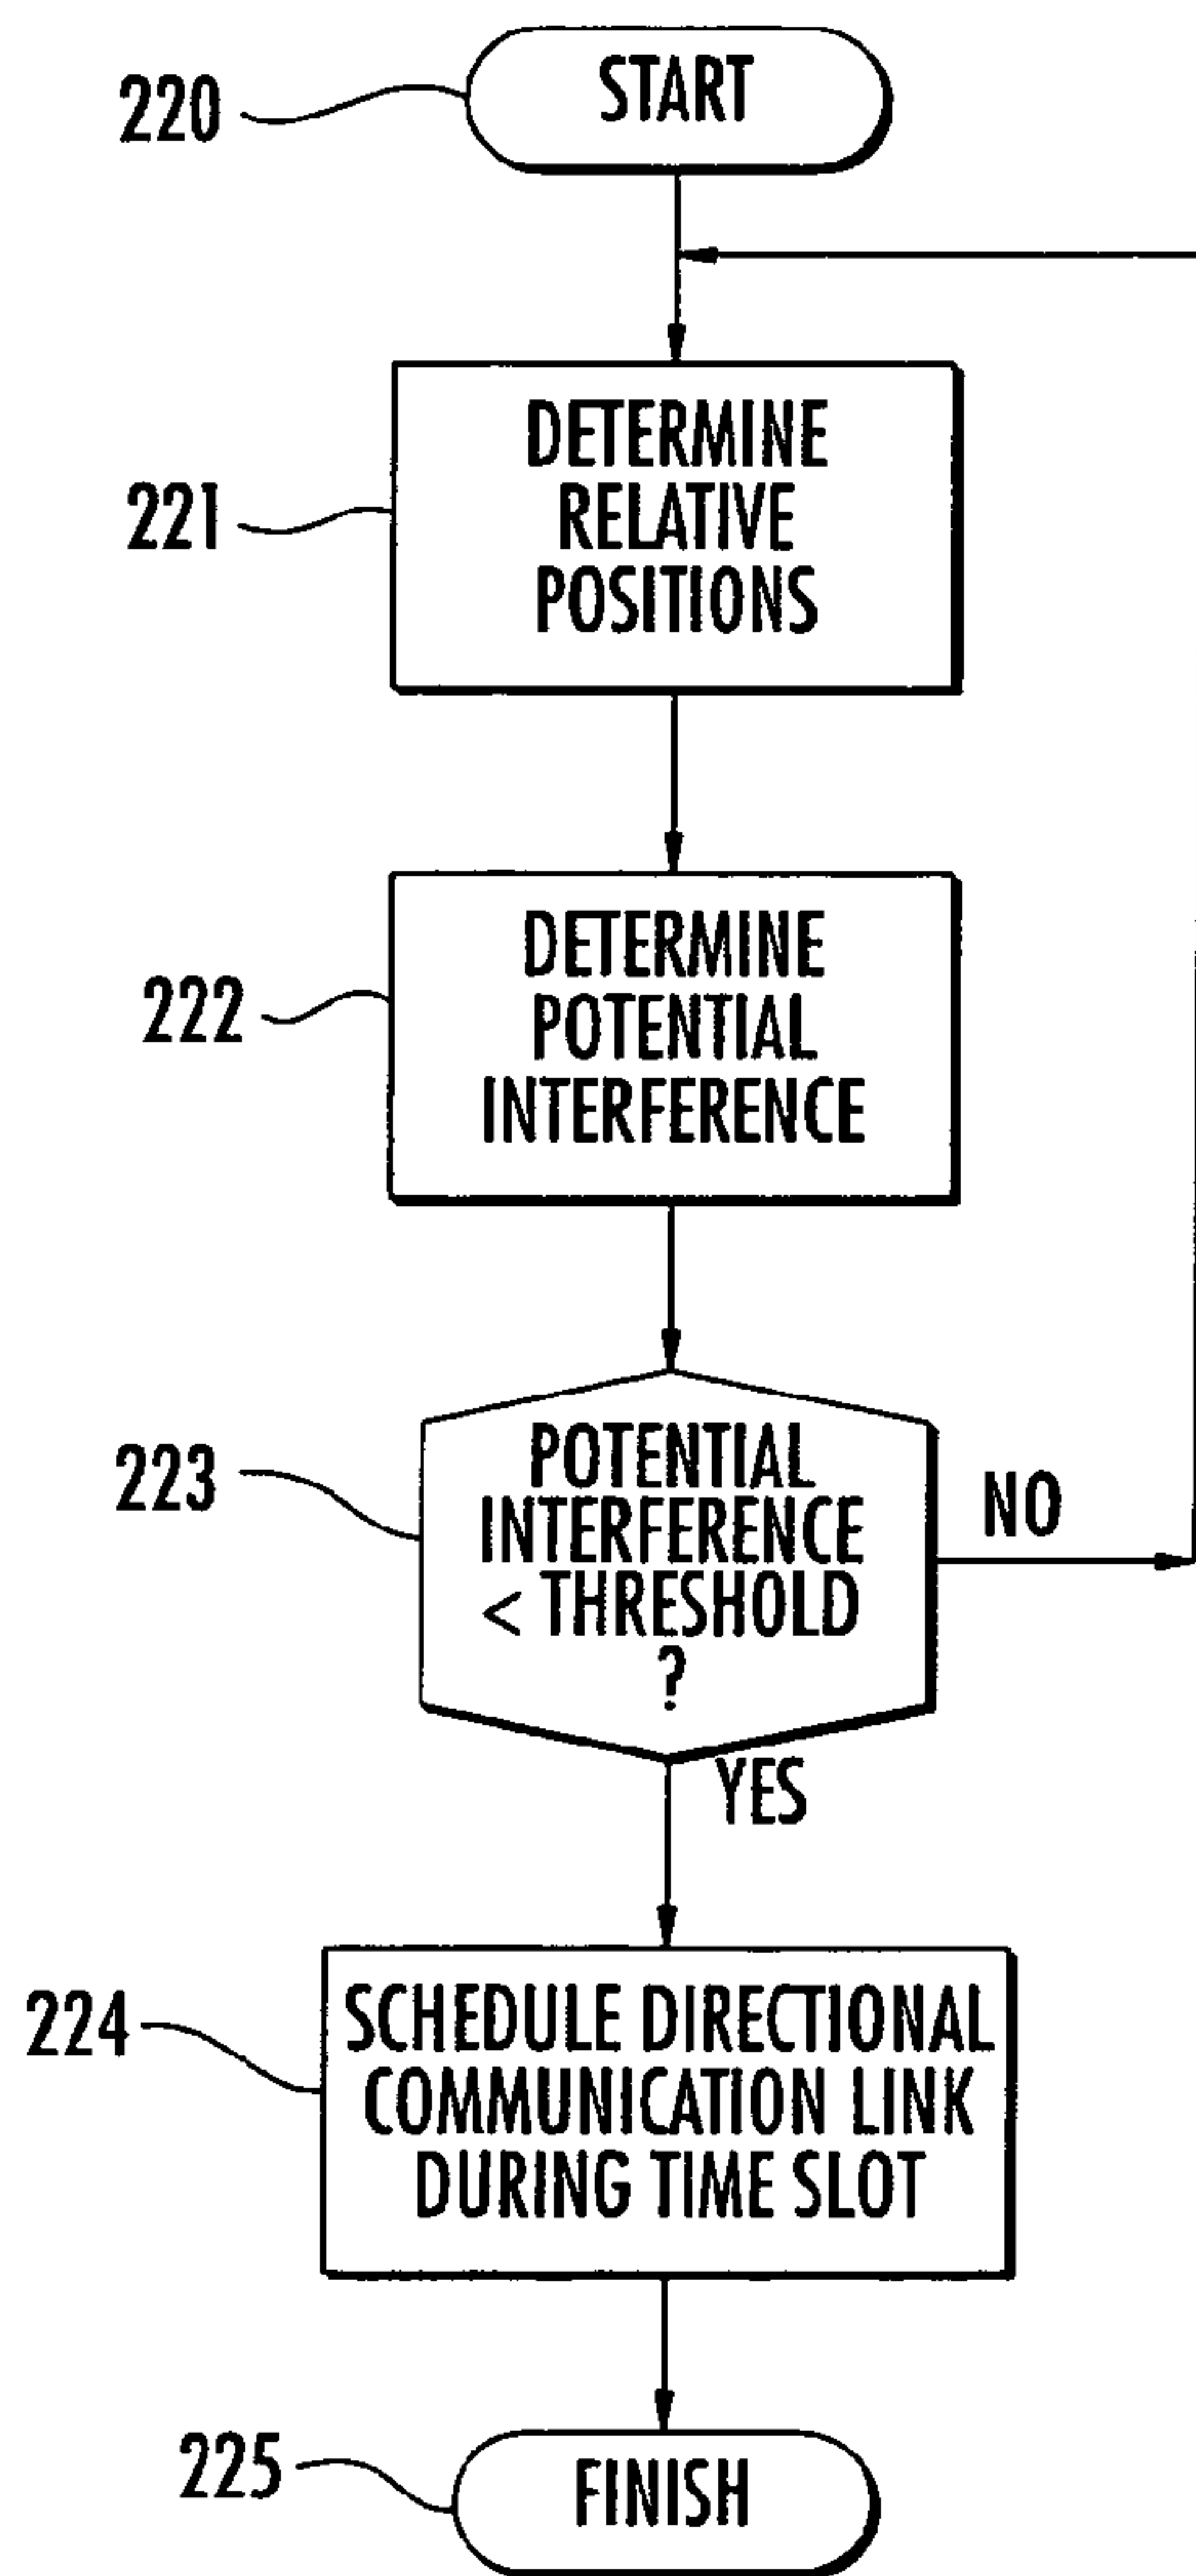 220
START
221
DETERMINE
RELATIVE
POSITIONS
222
DETERMINE
POTENTIAL
INTERFERENCE
223
POTENTIAL
INTERFERENCE
< THRESHOLD
?
NO
YES
224
SCHEDULE DIRECTIONAL
COMMUNICATION LINK
DURING TIME SLOT
225
FINISH